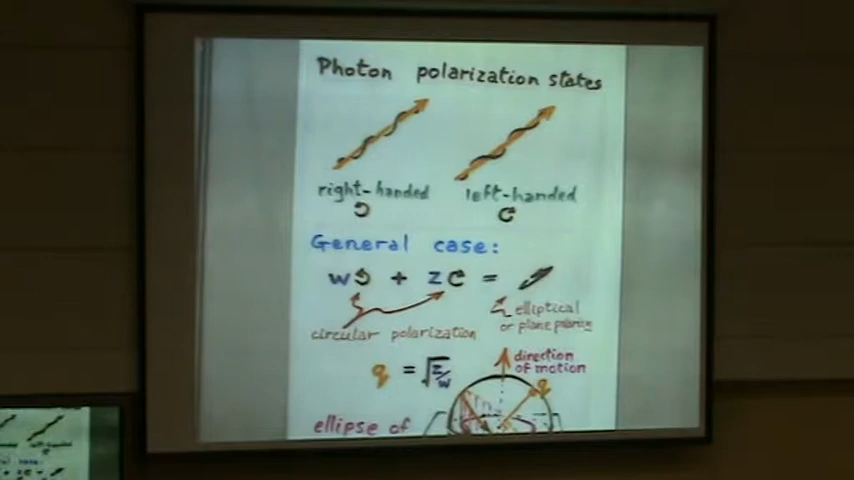 Photon polarization states
right-handed left-handed
General case:
w + z =
circular polarization
elliptical
or plane polariz
q = √z/w
direction
of motion
q
ellipse of